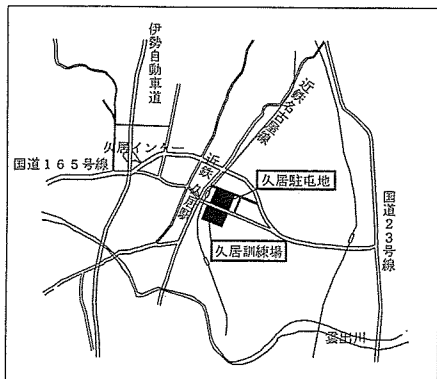 伊勢自動車道
近鉄名古屋線
久居インター
国道165号線
近鉄
久居駅
久居駐屯地
久居訓練場
国道23号線
雲出川